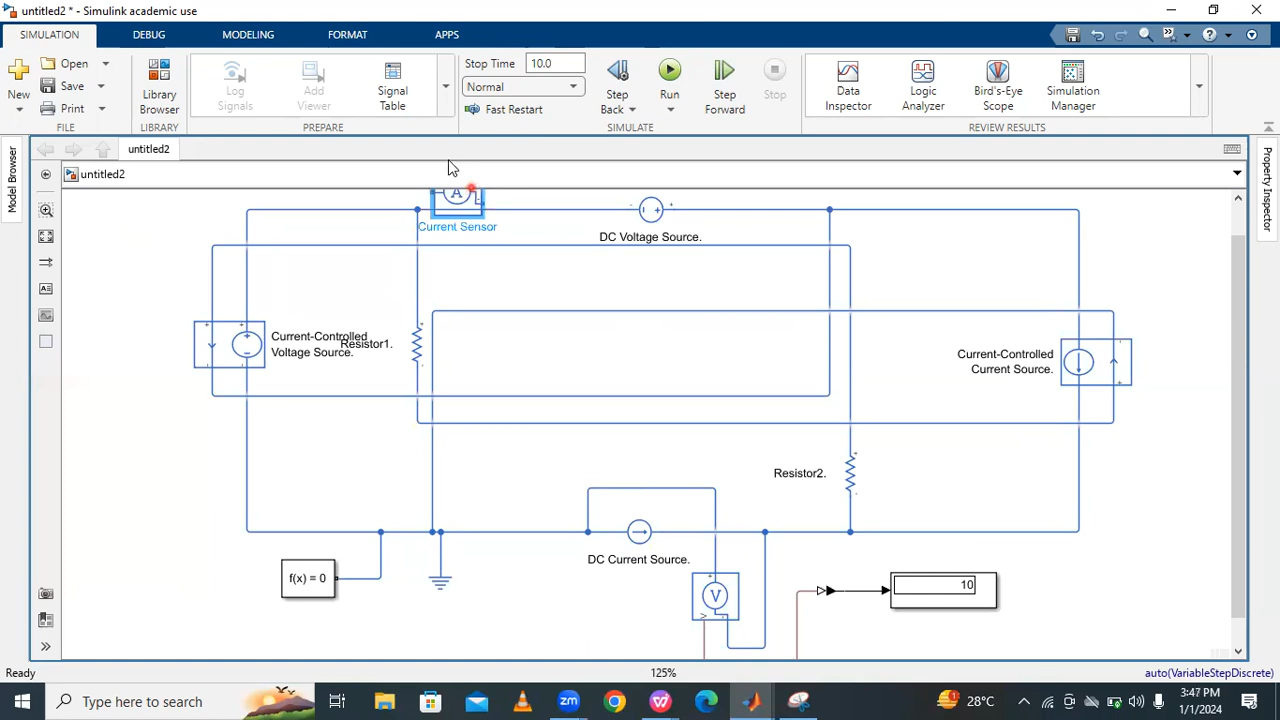 untitled2 * - Simulink academic use
SIMULATION
DEBUG
MODELING
FORMAT
APPS
New
Open
Save
Print
FILE
Library
Browser
LIBRARY
Log
Signals
Add
Viewer
Signal
Table
PREPARE
Stop Time 10.0
Normal
Fast Restart
Step
Back
Run
Step
Forward
Stop
SIMULATE
Data
Inspector
Logic
Analyzer
Bird's-Eye
Scope
Simulation
Manager
REVIEW RESULTS
Model Browser
untitled2
untitled2
Property Inspector
A
Current Sensor
DC Voltage Source.
Current-Controlled
Voltage Source.
Resistor1.
Current-Controlled
Current Source.
Resistor2.
DC Current Source.
f(x) = 0
V
10
Ready
125%
auto(VariableStepDiscrete)
Type here to search
28°C
3:47 PM
1/1/2024